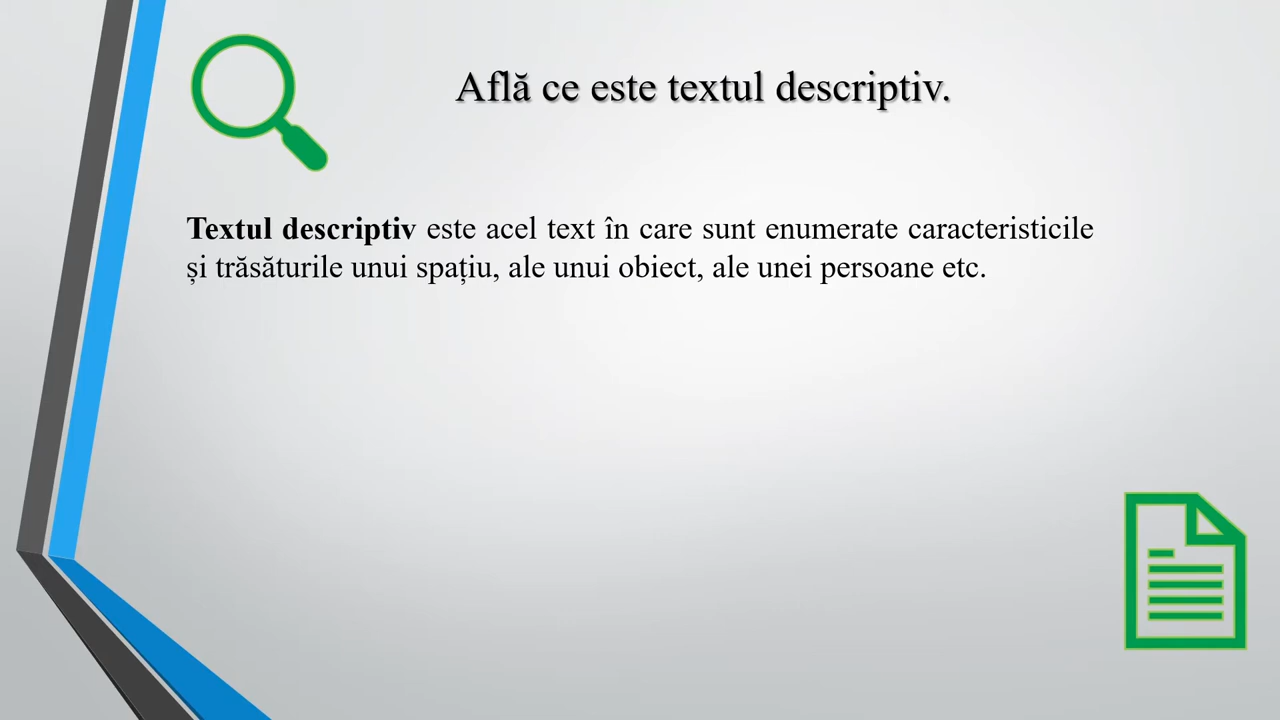 Află ce este textul descriptiv.
Textul descriptiv este acel text în care sunt enumerate caracteristicile
și trăsăturile unui spațiu, ale unui obiect, ale unei persoane etc.